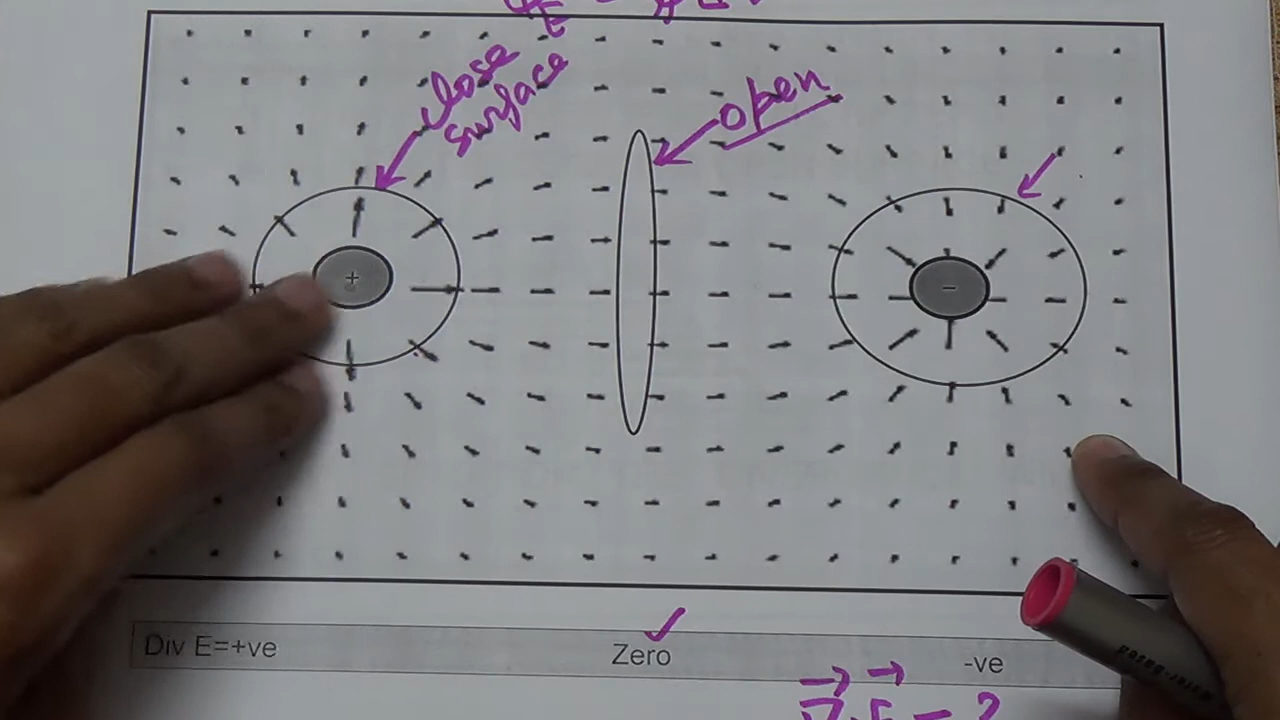 close
surface
open
+
−
Div E=+ve Zero -ve
∇⃗.E⃗ = ?